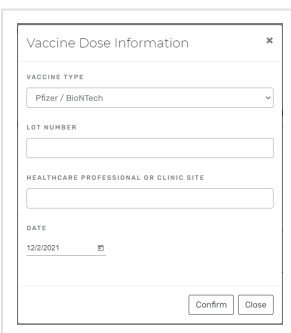 Vaccine Dose Information ×
VACCINE TYPE
Pfizer / BioNTech
LOT NUMBER
HEALTHCARE PROFESSIONAL OR CLINIC SITE
DATE
12/2/2021
Confirm Close